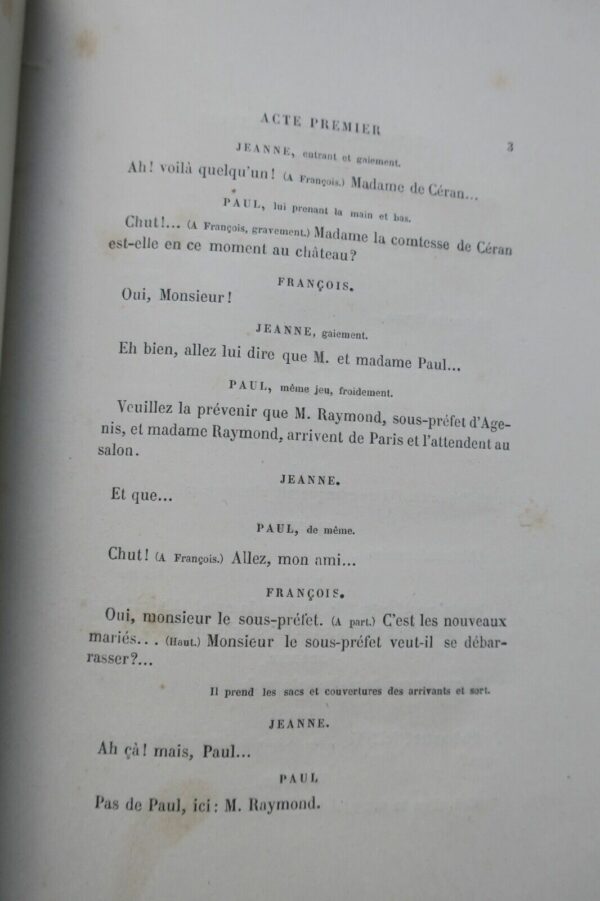 ACTE PREMIER
3
JEANNE, entrant et gaiement.
Ah! voilà quelqu'un! (A François.) Madame de Céran...
PAUL, lui prenant la main et bas.
Chut!... (A François, gravement.) Madame la comtesse de Céran
est-elle en ce moment au château?
FRANÇOIS.
Oui, Monsieur!
JEANNE, gaiement.
Eh bien, allez lui dire que M. et madame Paul...
PAUL, même jeu, froidement.
Veuillez la prévenir que M. Raymond, sous-préfet d'Age-
nis, et madame Raymond, arrivent de Paris et l'attendent au
salon.
JEANNE.
Et que...
PAUL, de même.
Chut! (A François.) Allez, mon ami...
FRANÇOIS.
Oui, monsieur le sous-préfet. (A part.) C'est les nouveaux
mariés... (Haut.) Monsieur le sous-préfet veut-il se débar-
rasser?...
Il prend les sacs et couvertures des arrivants et sort.
JEANNE.
Ah çà! mais, Paul...
PAUL
Pas de Paul, ici: M. Raymond.